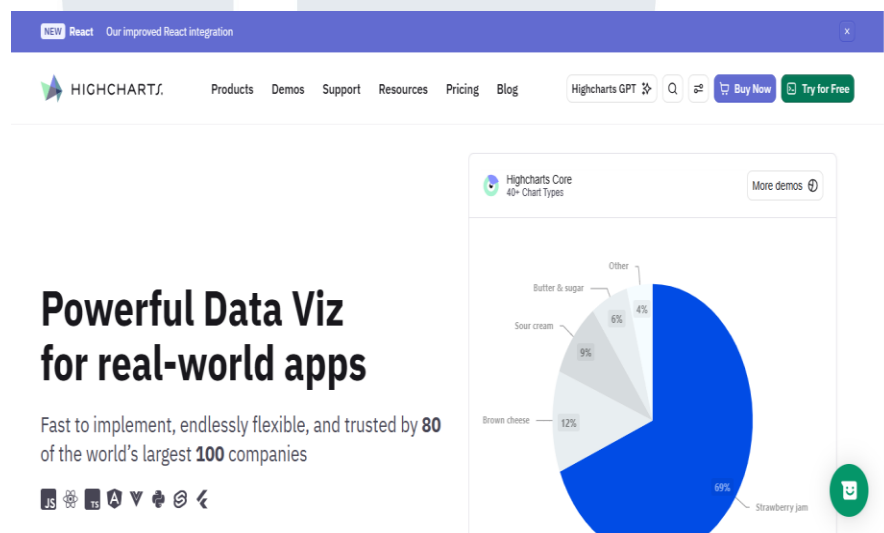 NEW React Our improved React integration x
HIGHCHARTS. Products Demos Support Resources Pricing Blog Highcharts GPT Buy Now Try for Free
Highcharts Core
40+ Chart Types
More demos
Other
Butter & sugar
4%
6%
Sour cream
9%
Brown cheese
12%
69%
Strawberry jam
Powerful Data Viz
for real-world apps
Fast to implement, endlessly flexible, and trusted by 80
of the world's largest 100 companies
JS TS